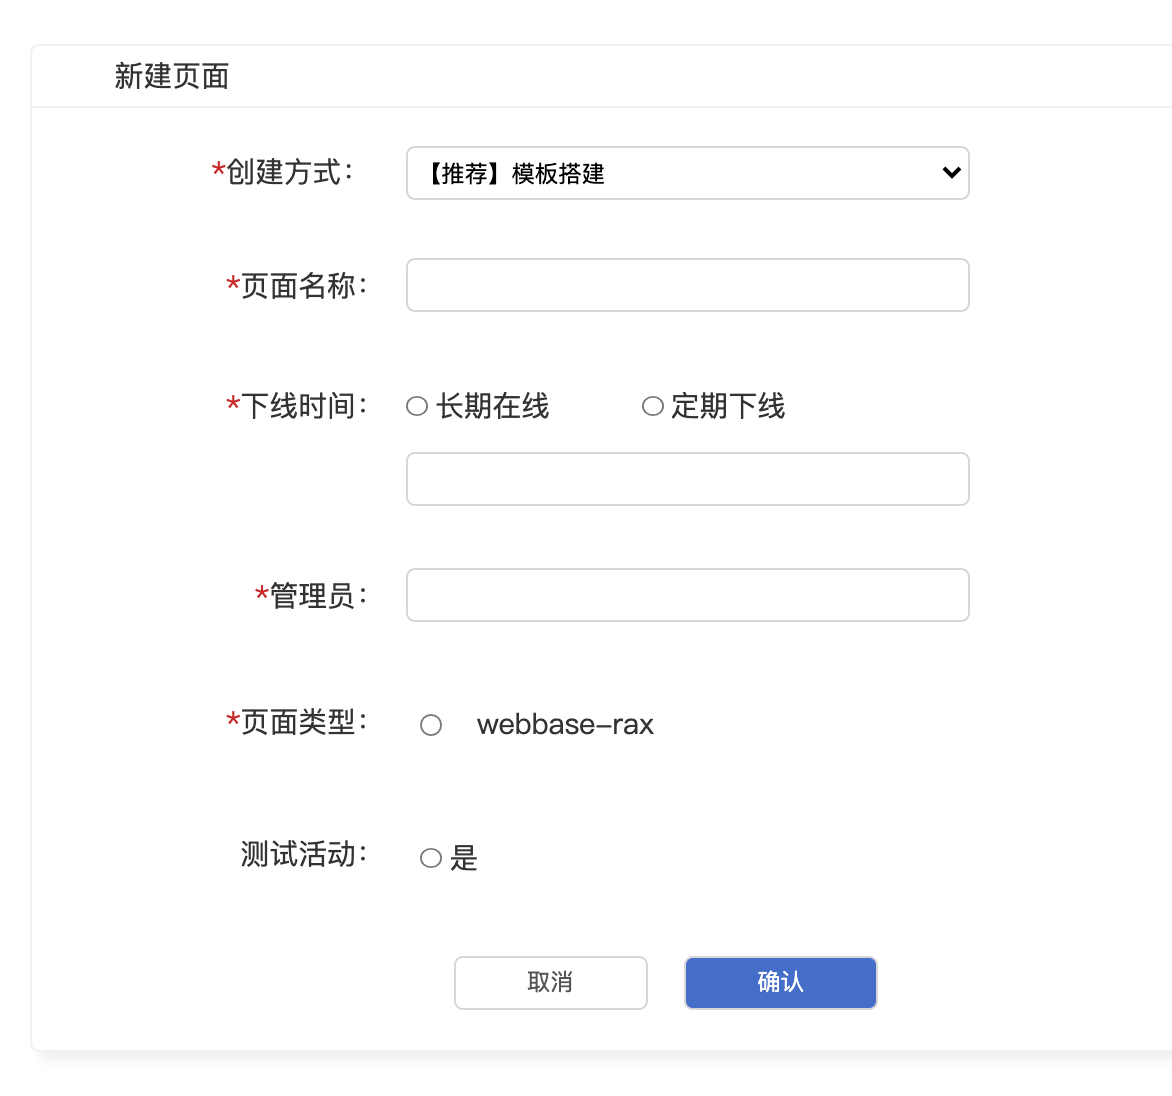 新建页面
*创建方式：
【推荐】模板搭建
*页面名称：
*下线时间： 长期在线 定期下线
*管理员：
*页面类型： webbase-rax
测试活动： 是
取消 确认